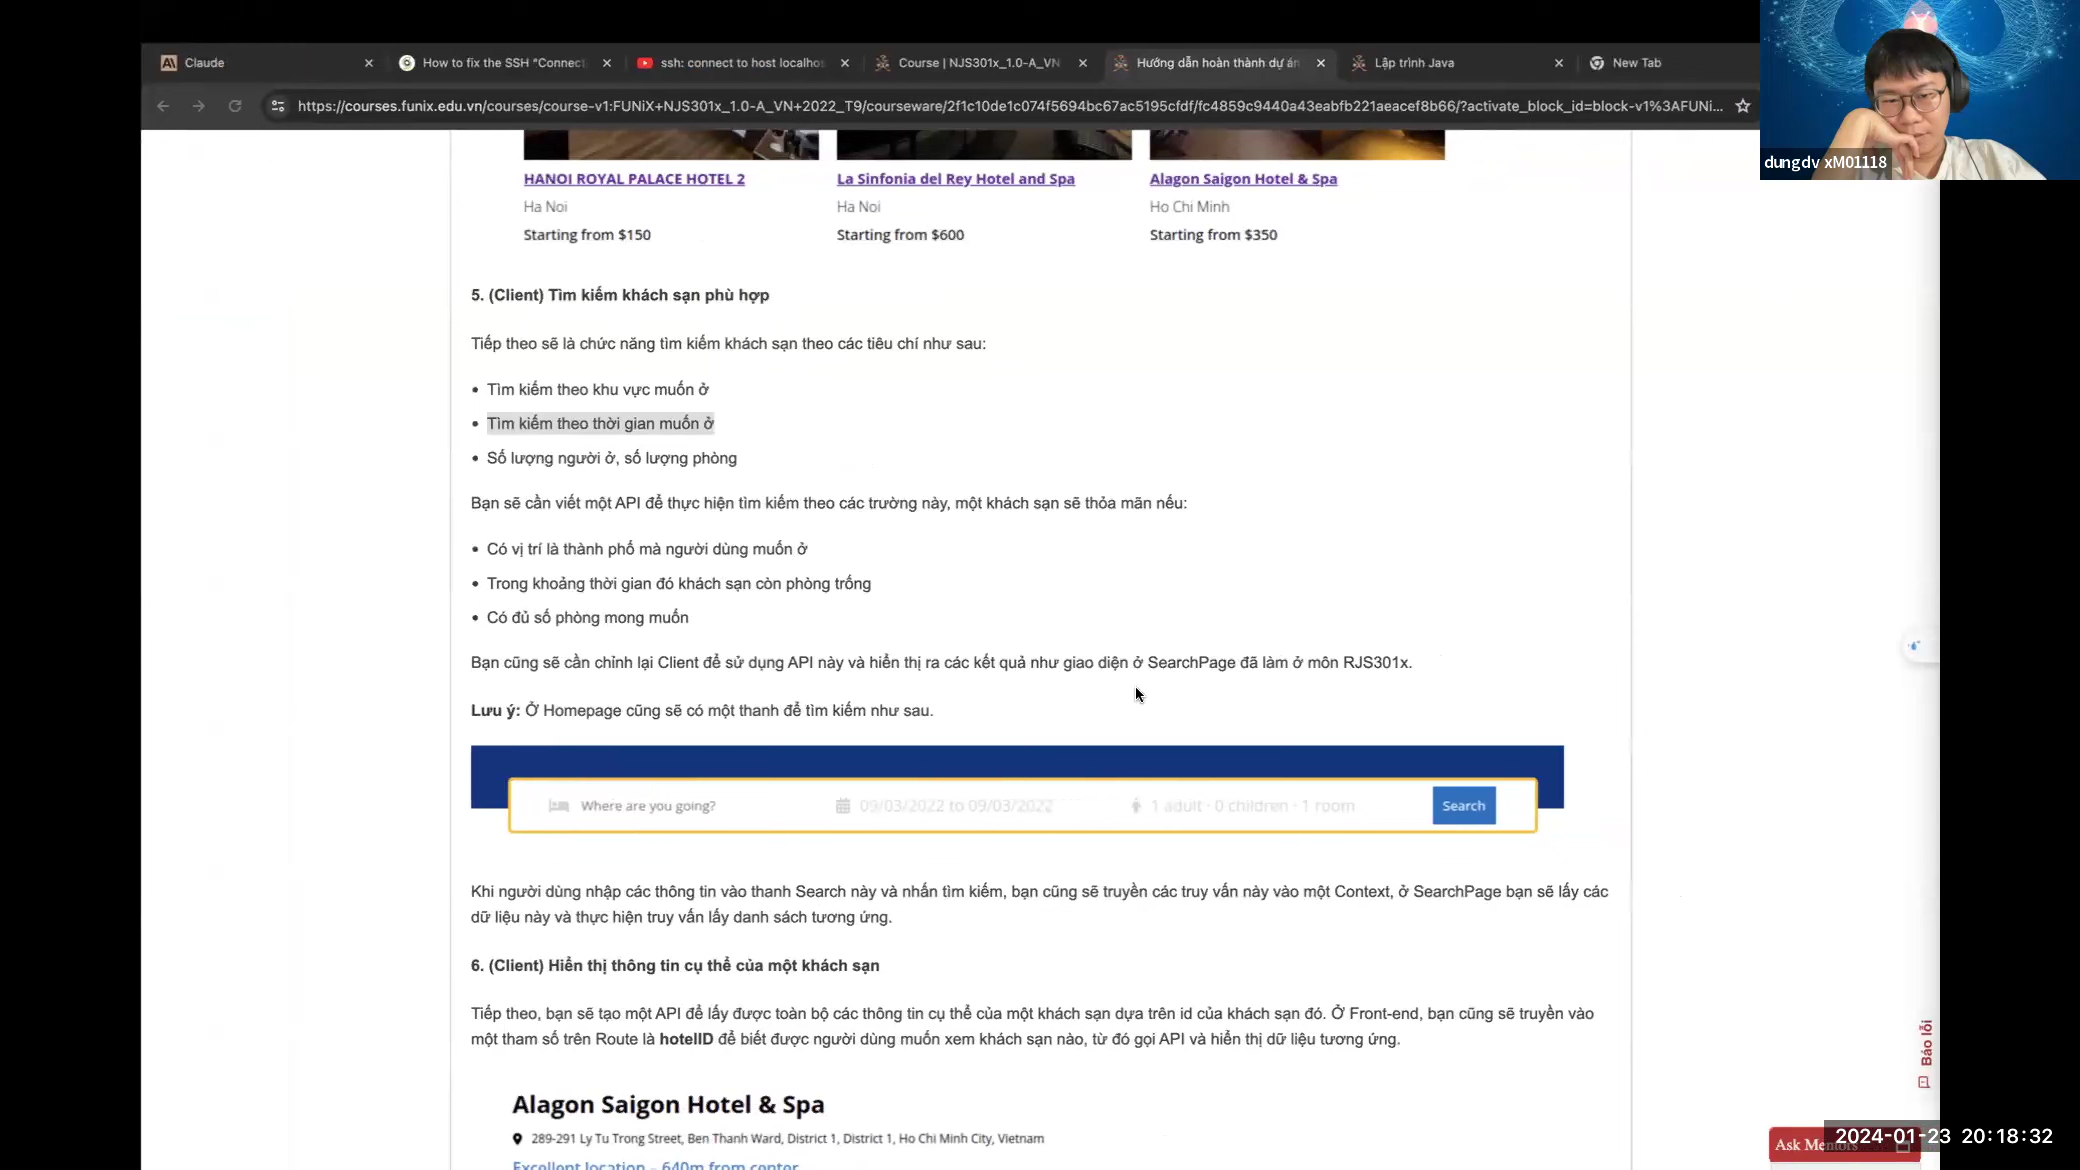 Claude
How to fix the SSH "Connect
ssh: connect to host localhos
Course | NJS301x_1.0-A_VN
Hướng dẫn hoàn thành dự án
Lập trình Java
New Tab
https://courses.funix.edu.vn/courses/course-v1:FUNiX+NJS301x_1.0-A_VN+2022_T9/courseware/2f1c10de1c074f5694bc67ac5195cfdf/fc4859c9440a43eabfb221aeacef8b66/?activate_block_id=block-v1%3AFUNi...
dungdv xM01118
HANOI ROYAL PALACE HOTEL 2
Ha Noi
Starting from $150
La Sinfonia del Rey Hotel and Spa
Ha Noi
Starting from $600
Alagon Saigon Hotel & Spa
Ho Chi Minh
Starting from $350
5. (Client) Tìm kiếm khách sạn phù hợp
Tiếp theo sẽ là chức năng tìm kiếm khách sạn theo các tiêu chí như sau:
• Tìm kiếm theo khu vực muốn ở
• Tìm kiếm theo thời gian muốn ở
• Số lượng người ở, số lượng phòng
Bạn sẽ cần viết một API để thực hiện tìm kiếm theo các trường này, một khách sạn sẽ thỏa mãn nếu:
• Có vị trí là thành phố mà người dùng muốn ở
• Trong khoảng thời gian đó khách sạn còn phòng trống
• Có đủ số phòng mong muốn
Bạn cũng sẽ cần chỉnh lại Client để sử dụng API này và hiển thị ra các kết quả như giao diện ở SearchPage đã làm ở môn RJS301x.
Lưu ý: Ở Homepage cũng sẽ có một thanh để tìm kiếm như sau.
Where are you going?
09/03/2022 to 09/03/2022
1 adult · 0 children · 1 room
Search
Khi người dùng nhập các thông tin vào thanh Search này và nhấn tìm kiếm, bạn cũng sẽ truyền các truy vấn này vào một Context, ở SearchPage bạn sẽ lấy các
dữ liệu này và thực hiện truy vấn lấy danh sách tương ứng.
6. (Client) Hiển thị thông tin cụ thể của một khách sạn
Tiếp theo, bạn sẽ tạo một API để lấy được toàn bộ các thông tin cụ thể của một khách sạn dựa trên id của khách sạn đó. Ở Front-end, bạn cũng sẽ truyền vào
một tham số trên Route là hotelID để biết được người dùng muốn xem khách sạn nào, từ đó gọi API và hiển thị dữ liệu tương ứng.
Alagon Saigon Hotel & Spa
289-291 Ly Tu Trong Street, Ben Thanh Ward, District 1, District 1, Ho Chi Minh City, Vietnam
Excellent location – 640m from center
Báo lỗi
Ask Mentors
2024-01-23 20:18:32